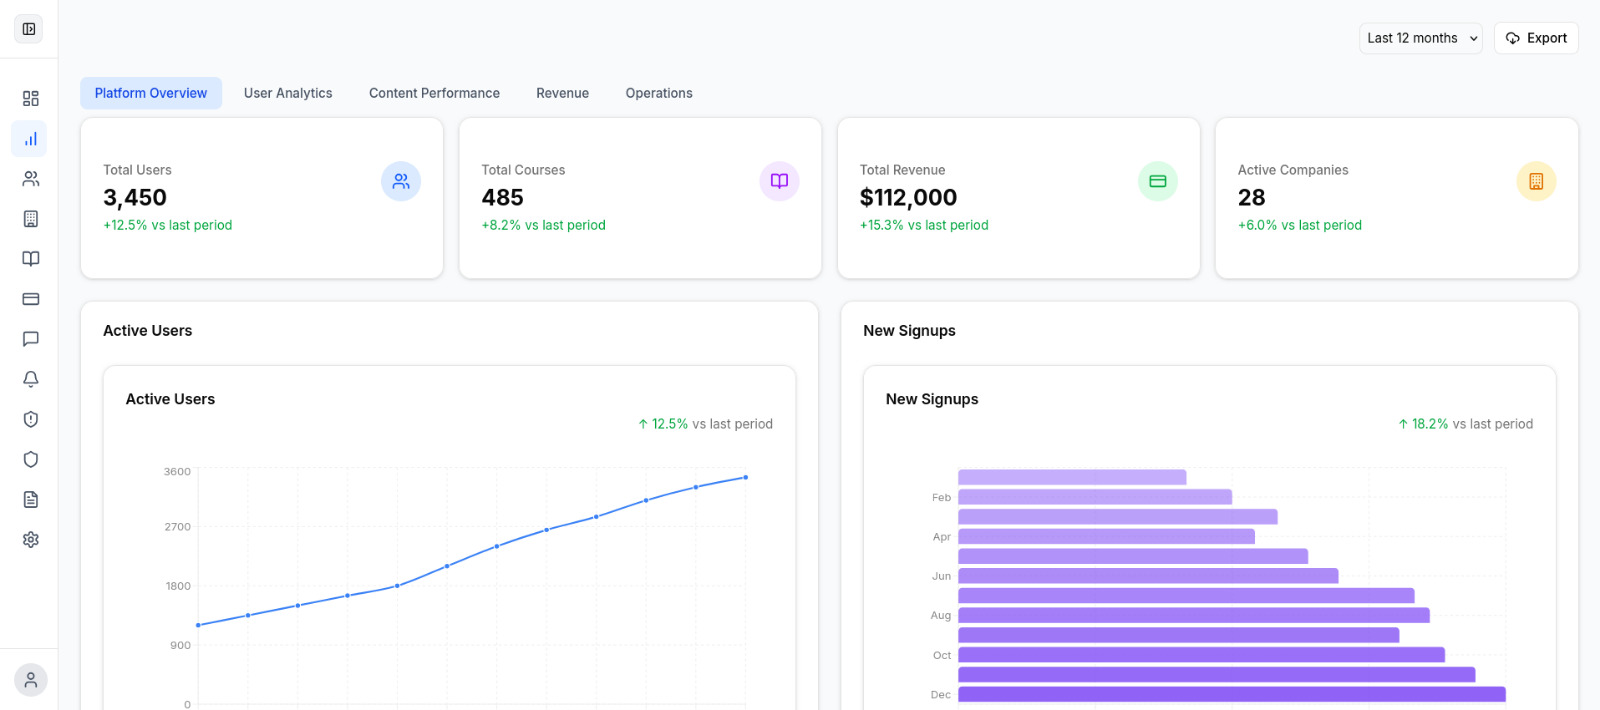 Last 12 months
Export
Platform Overview
User Analytics
Content Performance
Revenue
Operations
Total Users
3,450
+12.5% vs last period
Total Courses
485
+8.2% vs last period
Total Revenue
$112,000
+15.3% vs last period
Active Companies
28
+6.0% vs last period
Active Users
Active Users
↑ 12.5% vs last period
3600
2700
1800
900
0
New Signups
New Signups
↑ 18.2% vs last period
Feb
Apr
Jun
Aug
Oct
Dec